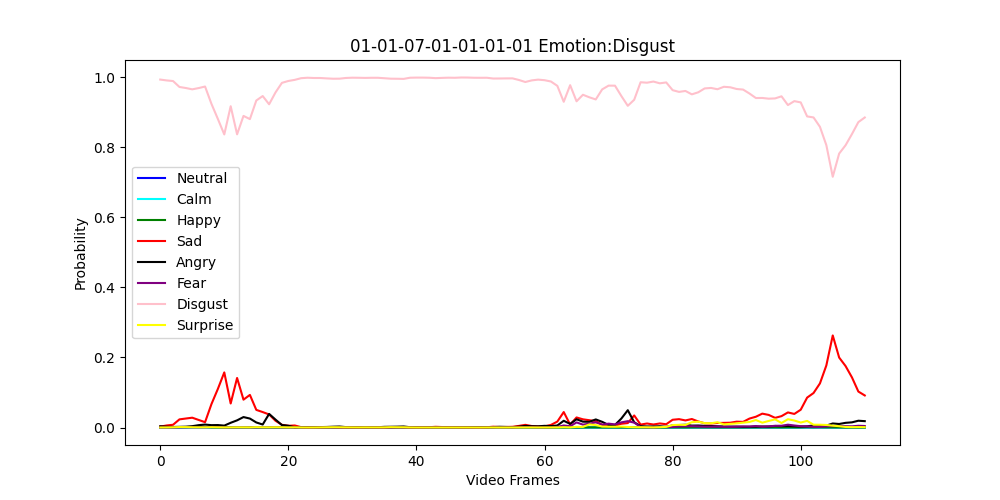 01-01-07-01-01-01-01 Emotion:Disgust
1.0
0.8
0.6
0.4
0.2
0.0
Probability
Neutral
Calm
Happy
Sad
Angry
Fear
Disgust
Surprise
0 20 40 60 80 100
Video Frames